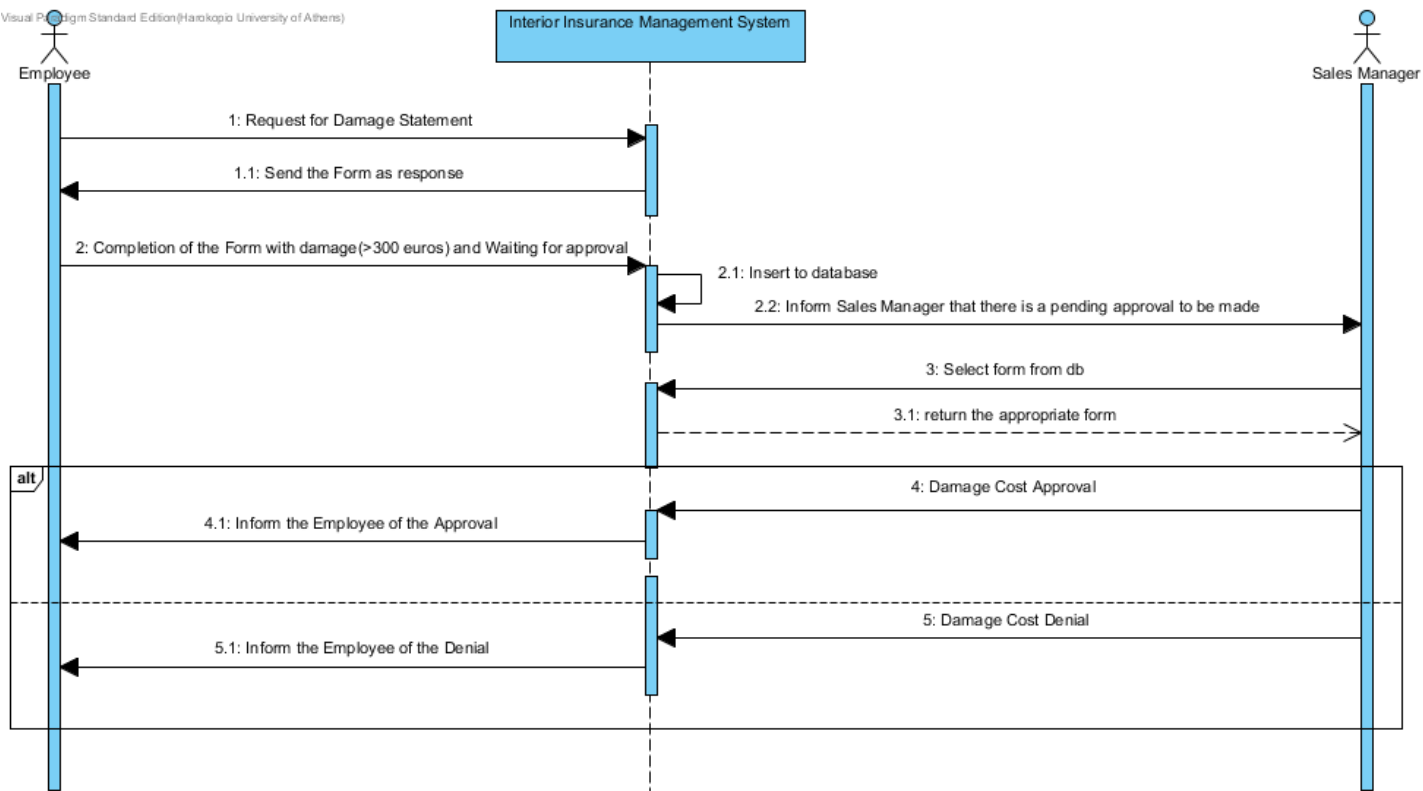 Visual Paradigm Standard Edition(Harokopio University of Athens)
Interior Insurance Management System
Employee
Sales Manager
1: Request for Damage Statement
1.1: Send the Form as response
2: Completion of the Form with damage(>300 euros) and Waiting for approval
2.1: Insert to database
2.2: Inform Sales Manager that there is a pending approval to be made
3: Select form from db
3.1: return the appropriate form
alt
4: Damage Cost Approval
4.1: Inform the Employee of the Approval
5: Damage Cost Denial
5.1: Inform the Employee of the Denial